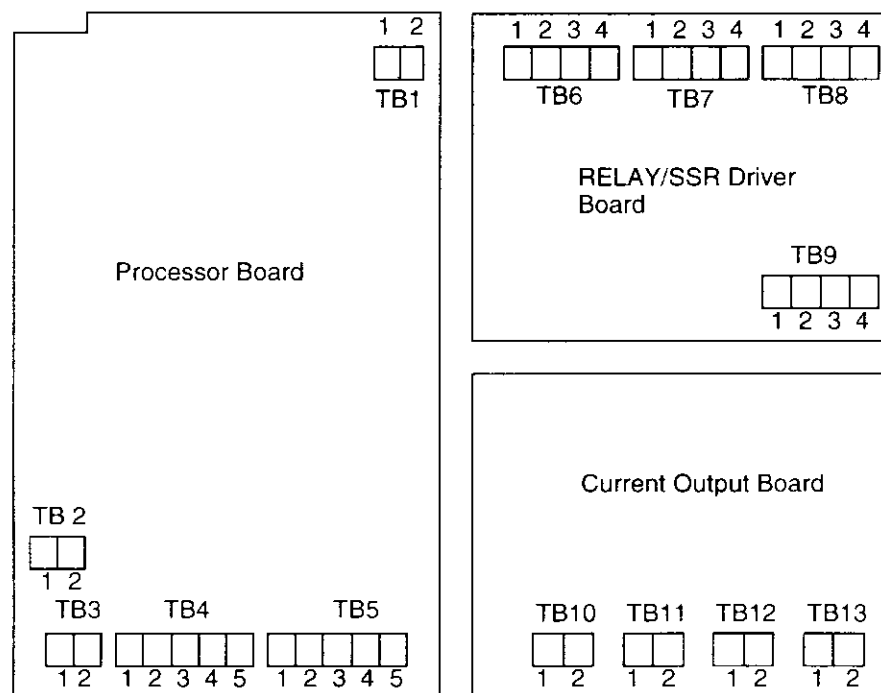 1 2
TB1
Processor Board
TB 2
1 2
TB3 TB4 TB5
1 2 1 2 3 4 5 1 2 3 4 5
1 2 3 4 1 2 3 4 1 2 3 4
TB6 TB7 TB8
RELAY/SSR Driver
Board
TB9
1 2 3 4
Current Output Board
TB10 TB11 TB12 TB13
1 2 1 2 1 2 1 2